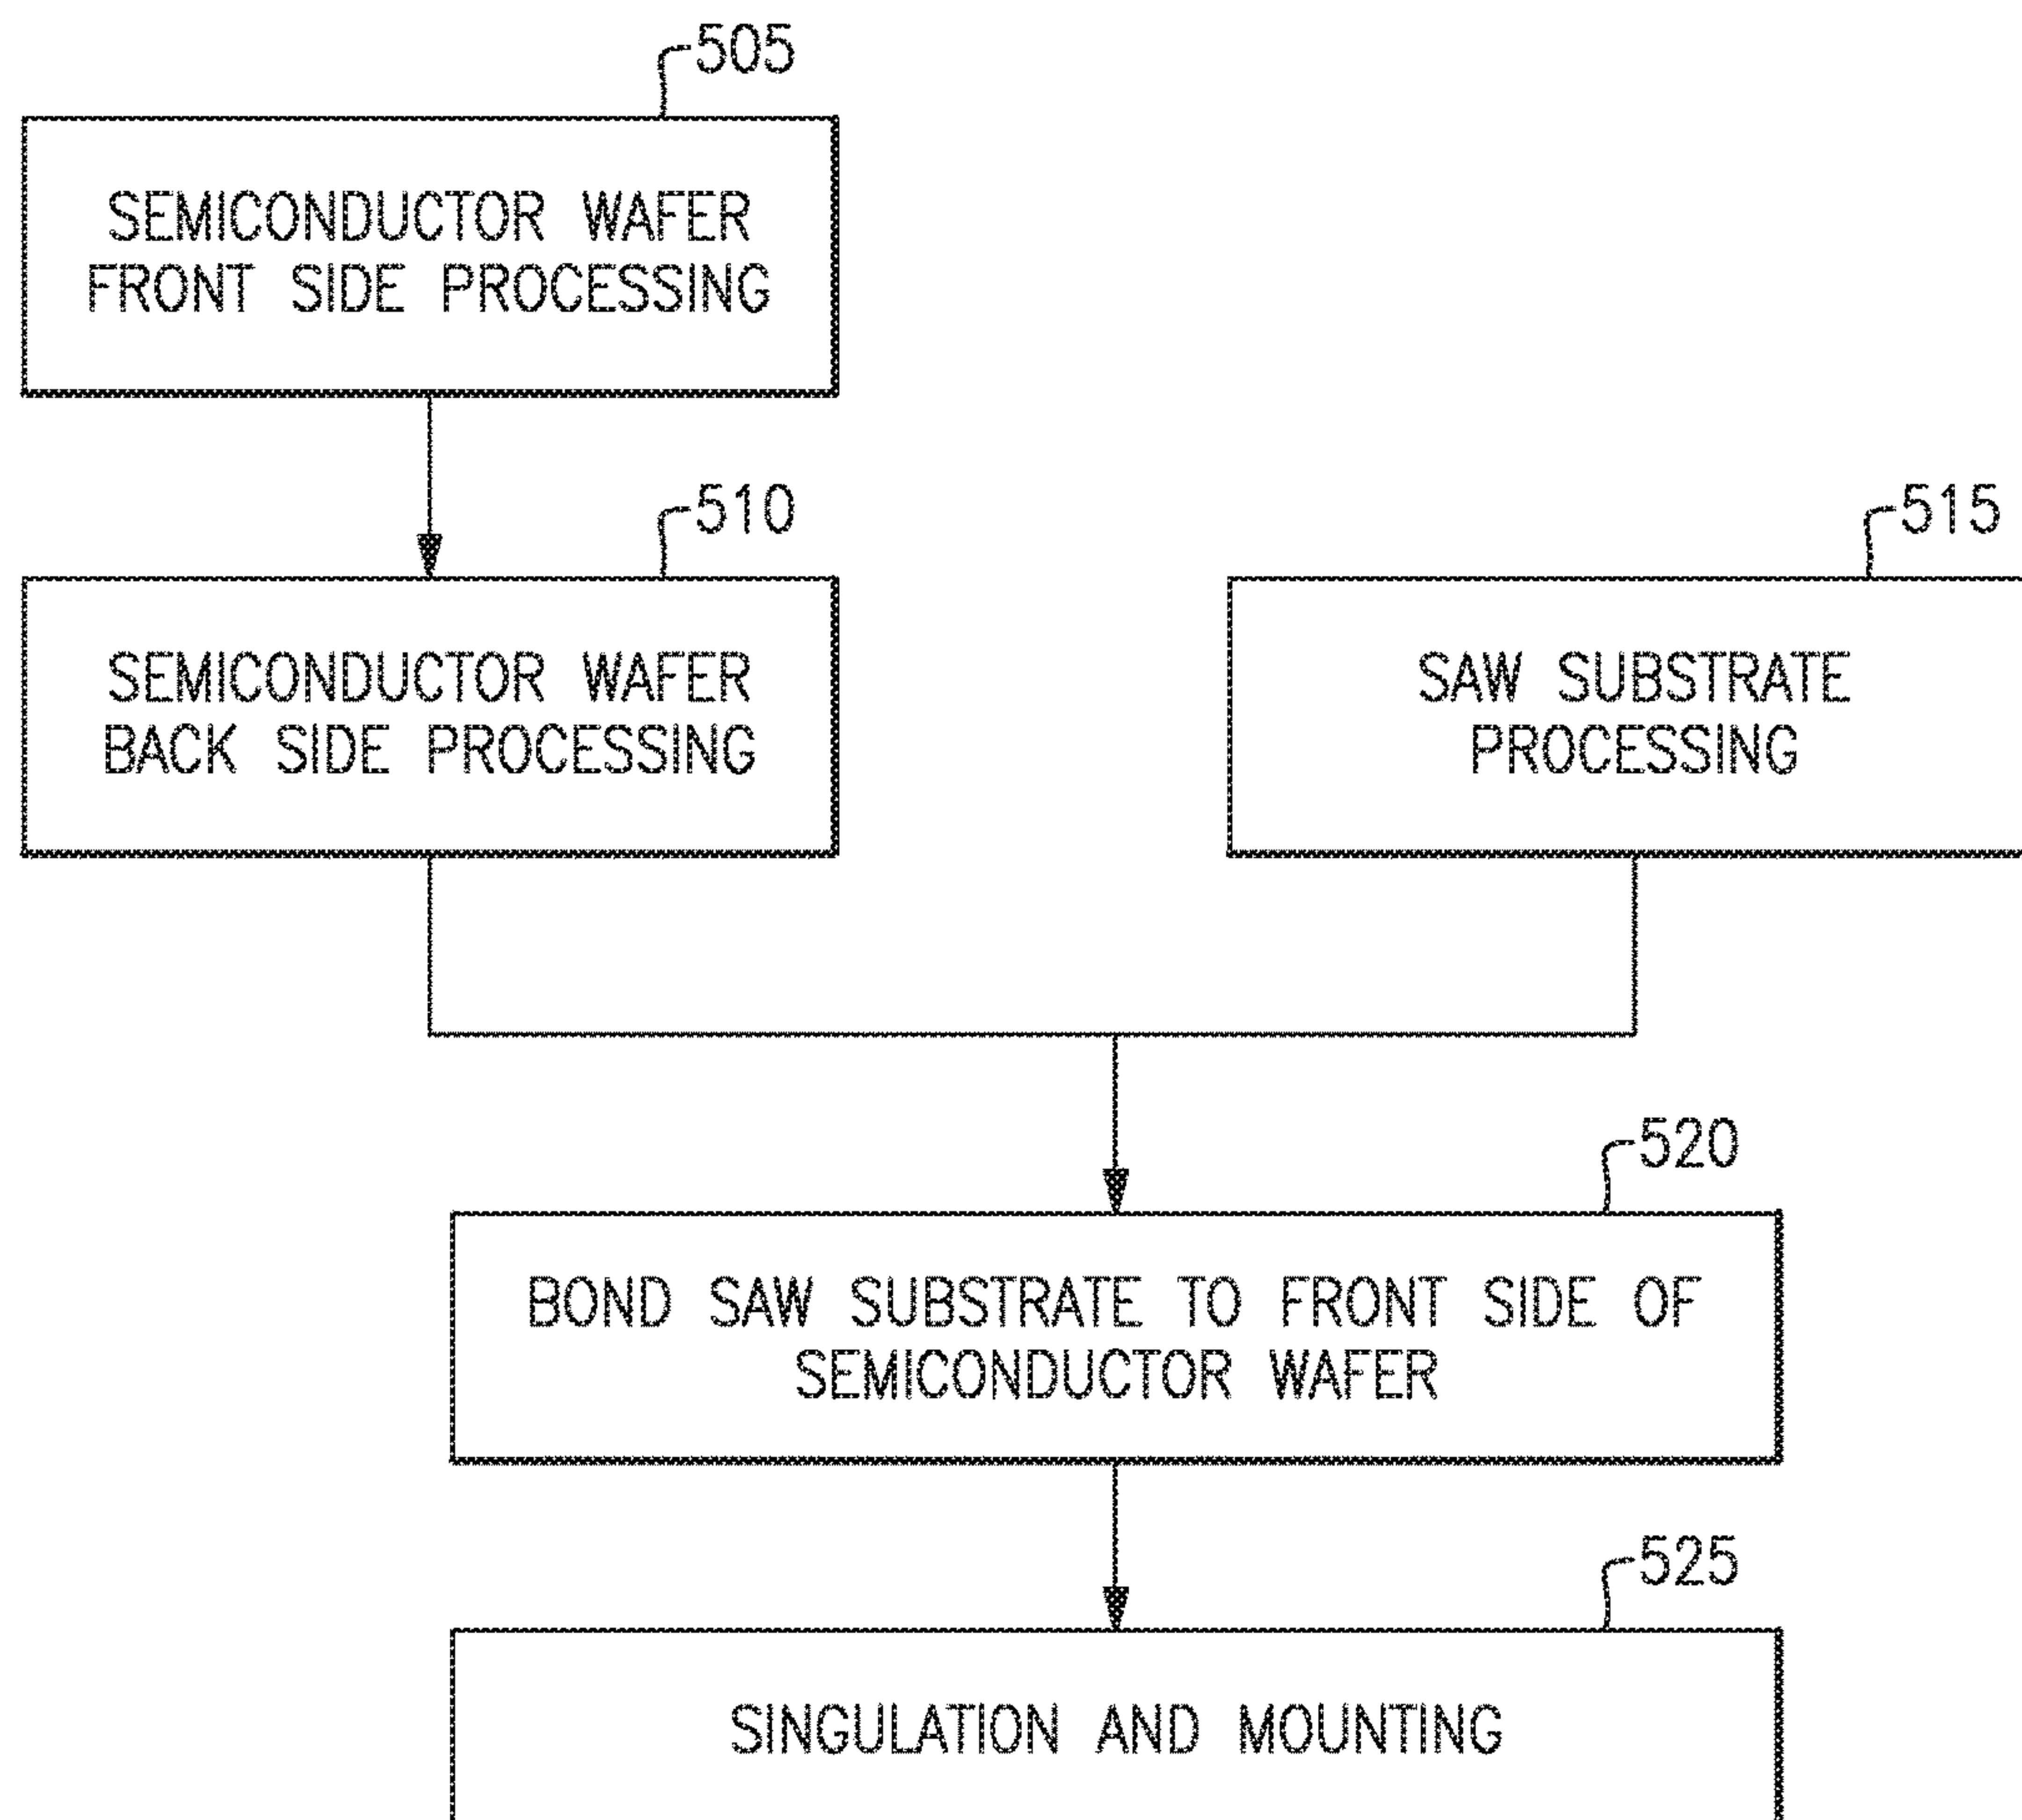 505
SEMICONDUCTOR WAFER
FRONT SIDE PROCESSING
510
SEMICONDUCTOR WAFER
BACK SIDE PROCESSING
515
SAW SUBSTRATE
PROCESSING
520
BOND SAW SUBSTRATE TO FRONT SIDE OF
SEMICONDUCTOR WAFER
525
SINGULATION AND MOUNTING